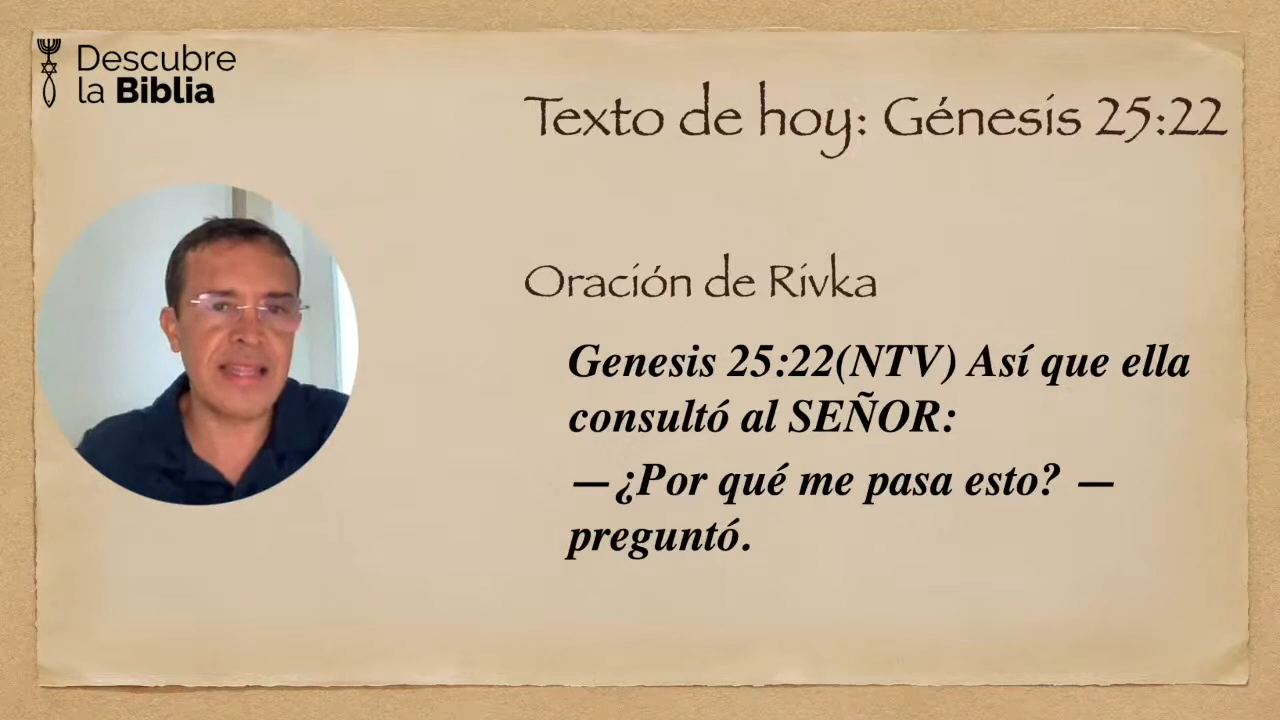 Descubre
la Biblia
Texto de hoy: Génesis 25:22
Oración de Rivka
Genesis 25:22(NTV) Así que ella
consultó al SEÑOR:
—¿Por qué me pasa esto? —
preguntó.